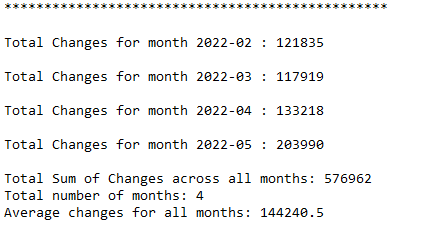 ************************************************
Total Changes for month 2022-02 : 121835
Total Changes for month 2022-03 : 117919
Total Changes for month 2022-04 : 133218
Total Changes for month 2022-05 : 203990
Total Sum of Changes across all months: 576962
Total number of months: 4
Average changes for all months: 144240.5